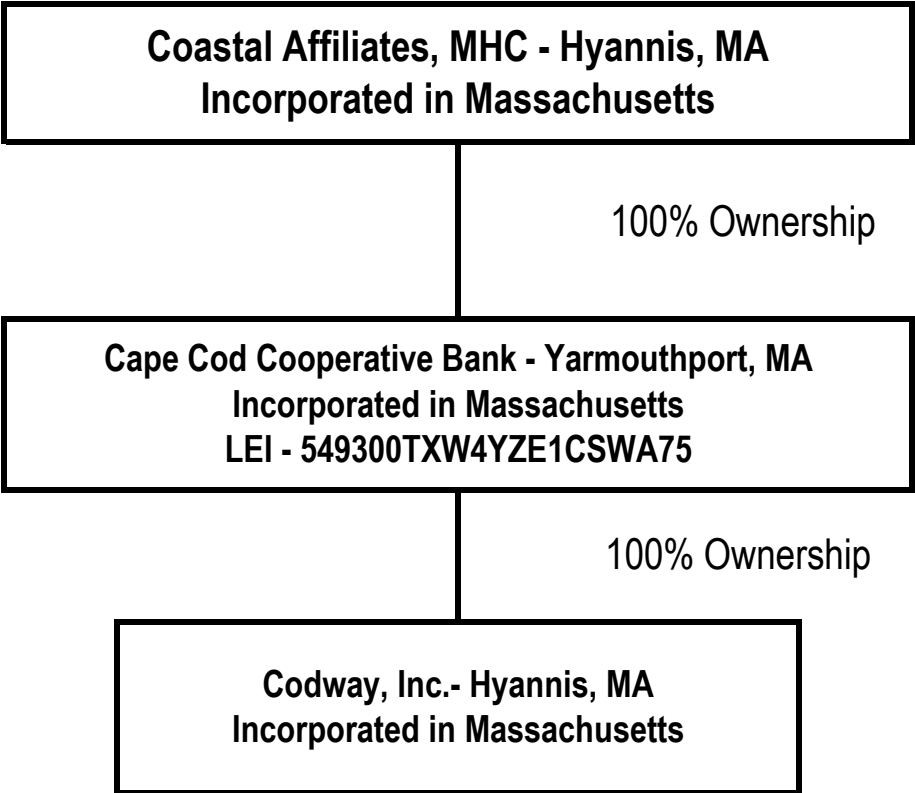 Coastal Affiliates, MHC - Hyannis, MA
Incorporated in Massachusetts
100% Ownership
Cape Cod Cooperative Bank - Yarmouthport, MA
Incorporated in Massachusetts
LEI - 549300TXW4YZE1CSWA75
100% Ownership
Codway, Inc.- Hyannis, MA
Incorporated in Massachusetts